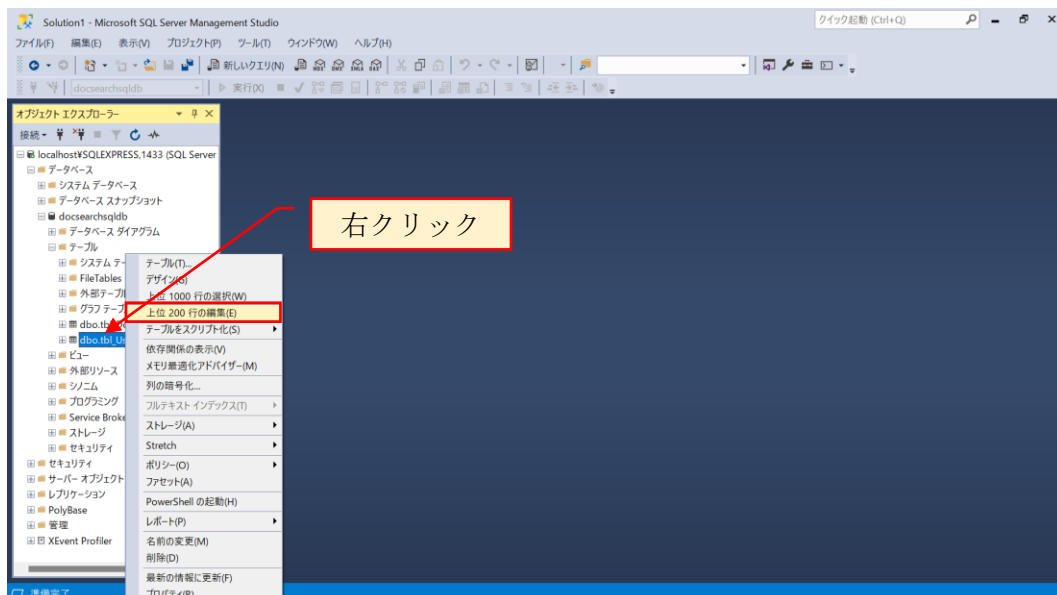 Solution1 - Microsoft SQL Server Management Studio
クイック起動 (Ctrl+Q)
ファイル(F) 編集(E) 表示(V) プロジェクト(P) ツール(T) ウィンドウ(W) ヘルプ(H)
新しいクエリ(N)
docsearchsqldb
実行(X)
オブジェクト エクスプローラー
接続
localhost¥SQLEXPRESS,1433 (SQL Server
データベース
システム データベース
データベース スナップショット
docsearchsqldb
データベース ダイアグラム
テーブル
システム テー
FileTables
外部テーブル
グラフ テーブ
dbo.tbl_Do
dbo.tbl_Us
ビュー
外部リソース
シノニム
プログラミング
Service Broke
ストレージ
セキュリティ
セキュリティ
サーバー オブジェクト
レプリケーション
PolyBase
管理
XEvent Profiler
テーブル(T)...
デザイン(G)
上位 1000 行の選択(W)
上位 200 行の編集(E)
テーブルをスクリプト化(S)
依存関係の表示(V)
メモリ最適化アドバイザー(M)
列の暗号化...
フルテキスト インデックス(T)
ストレージ(A)
Stretch
ポリシー(O)
ファセット(A)
PowerShell の起動(H)
レポート(P)
名前の変更(M)
削除(D)
最新の情報に更新(F)
プロパティ(R)
右クリック
準備完了